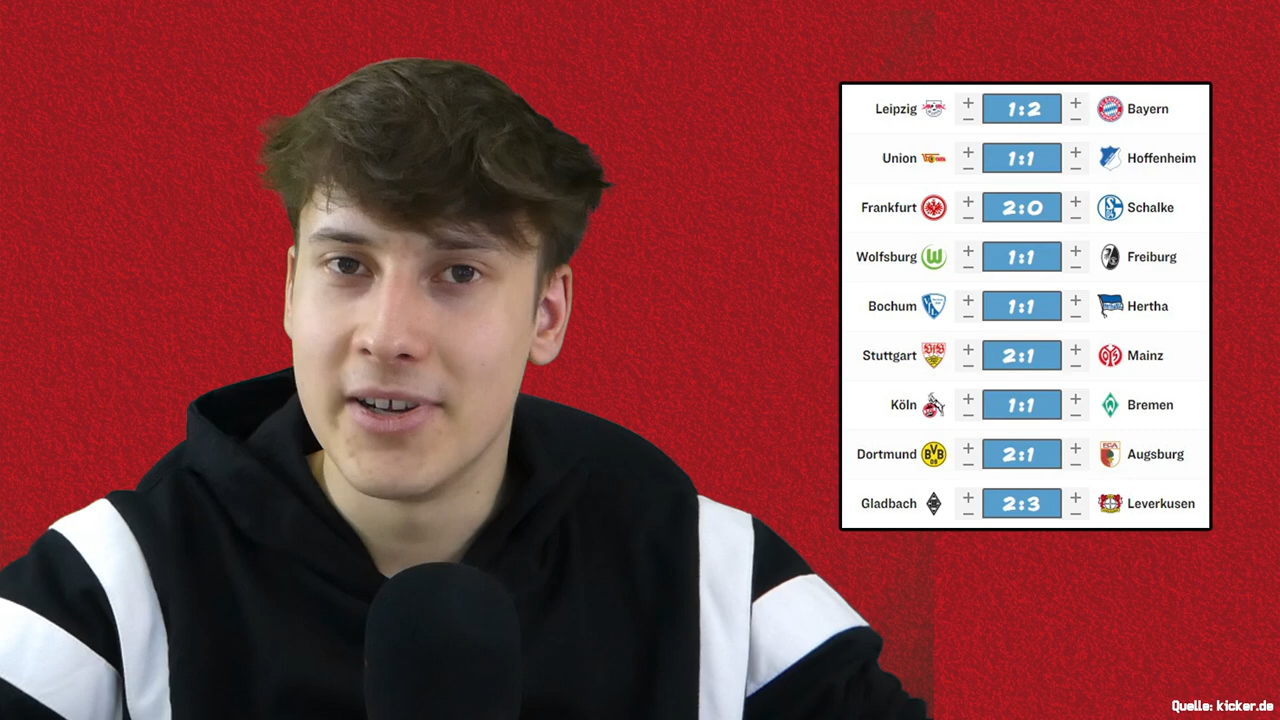 Leipzig 1:2 Bayern
Union 1:1 Hoffenheim
Frankfurt 2:0 Schalke
Wolfsburg 1:1 Freiburg
Bochum 1:1 Hertha
Stuttgart 2:1 Mainz
Köln 1:1 Bremen
Dortmund 2:1 Augsburg
Gladbach 2:3 Leverkusen
Quelle: kicker.de